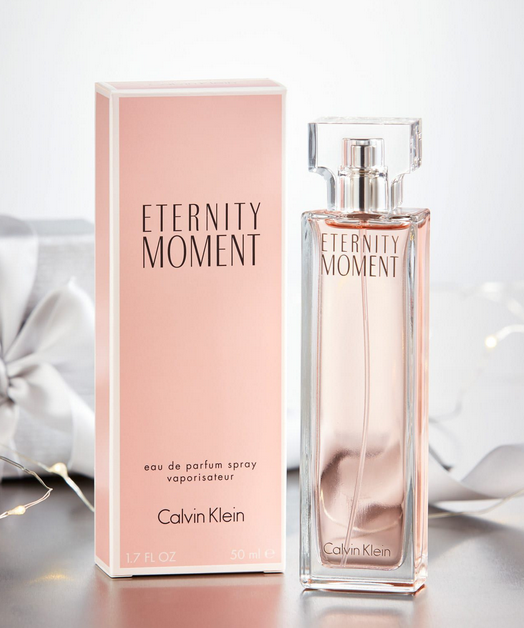 ETERNITY
MOMENT
eau de parfum spray
vaporisateur
Calvin Klein
1.7 FL OZ 50 ml e
ETERNITY
MOMENT
Calvin Klein